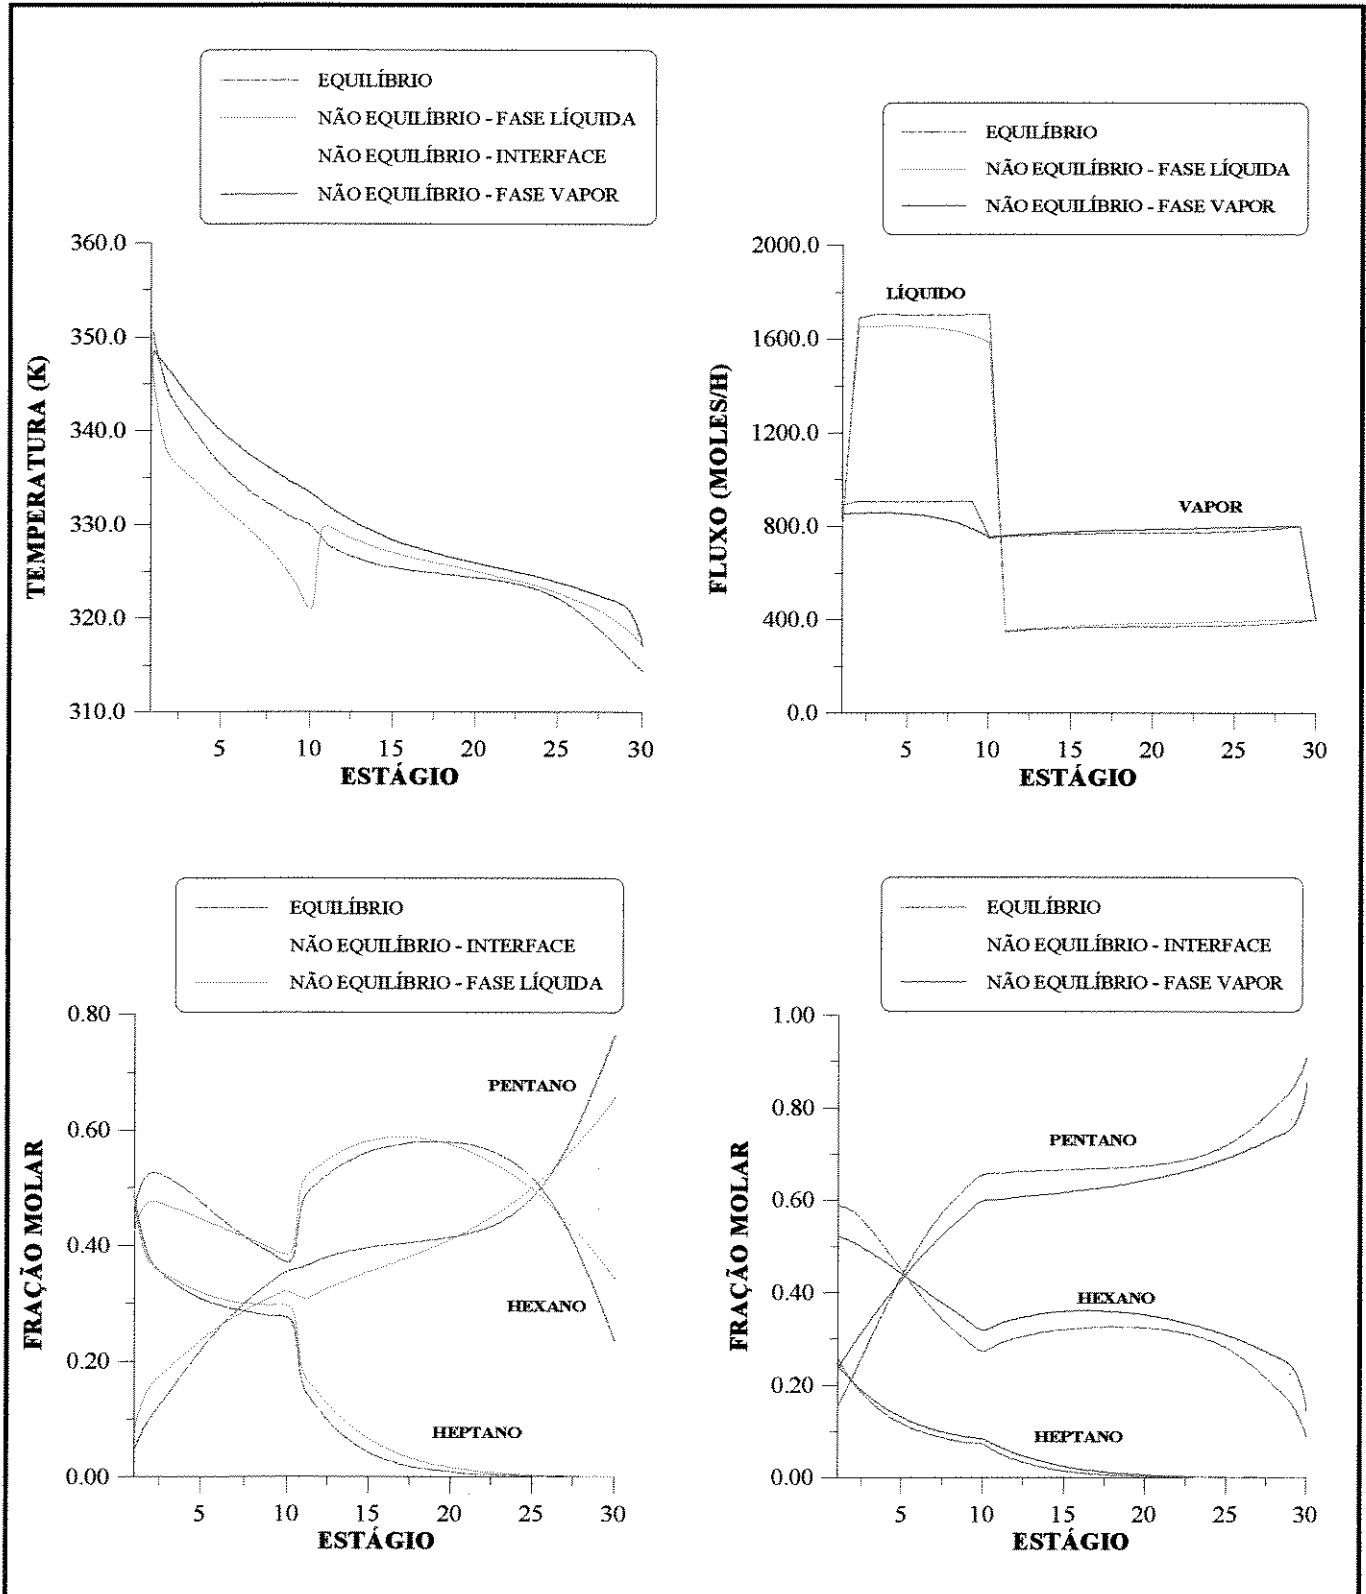 EQUILÍBRIO
NÃO EQUILÍBRIO - FASE LÍQUIDA
NÃO EQUILÍBRIO - INTERFACE
NÃO EQUILÍBRIO - FASE VAPOR
360.0
350.0
340.0
330.0
320.0
310.0
TEMPERATURA (K)
5 10 15 20 25 30
ESTÁGIO
EQUILÍBRIO
NÃO EQUILÍBRIO - FASE LÍQUIDA
NÃO EQUILÍBRIO - FASE VAPOR
2000.0
1600.0
1200.0
800.0
400.0
0.0
FLUXO (MOLES/H)
LÍQUIDO
VAPOR
5 10 15 20 25 30
ESTÁGIO
EQUILÍBRIO
NÃO EQUILÍBRIO - INTERFACE
NÃO EQUILÍBRIO - FASE LÍQUIDA
0.80
0.60
0.40
0.20
0.00
FRAÇÃO MOLAR
PENTANO
HEXANO
HEPTANO
5 10 15 20 25 30
ESTÁGIO
EQUILÍBRIO
NÃO EQUILÍBRIO - INTERFACE
NÃO EQUILÍBRIO - FASE VAPOR
1.00
0.80
0.60
0.40
0.20
0.00
FRAÇÃO MOLAR
PENTANO
HEXANO
HEPTANO
5 10 15 20 25 30
ESTÁGIO